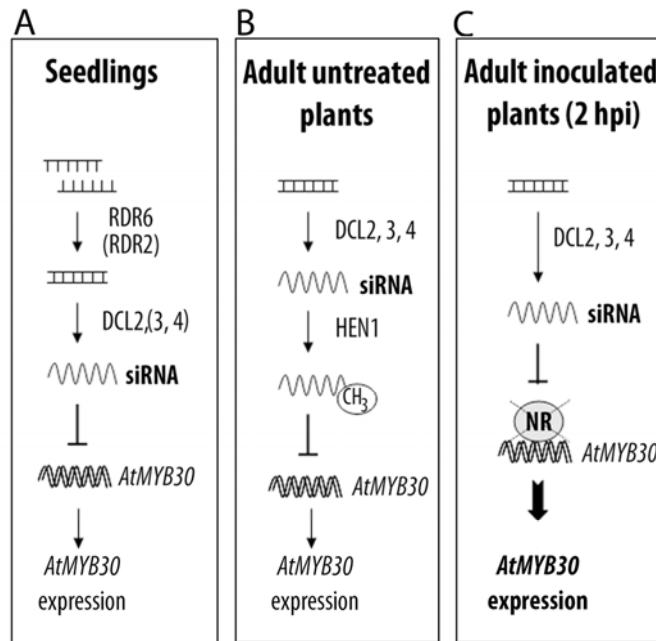 A
Seedlings
RDR6
(RDR2)
DCL2,(3, 4)
siRNA
AtMYB30
AtMYB30
expression
B
Adult untreated
plants
DCL2, 3, 4
siRNA
HEN1
CH3
AtMYB30
AtMYB30
expression
C
Adult inoculated
plants (2 hpi)
DCL2, 3, 4
siRNA
NR
AtMYB30
AtMYB30
expression